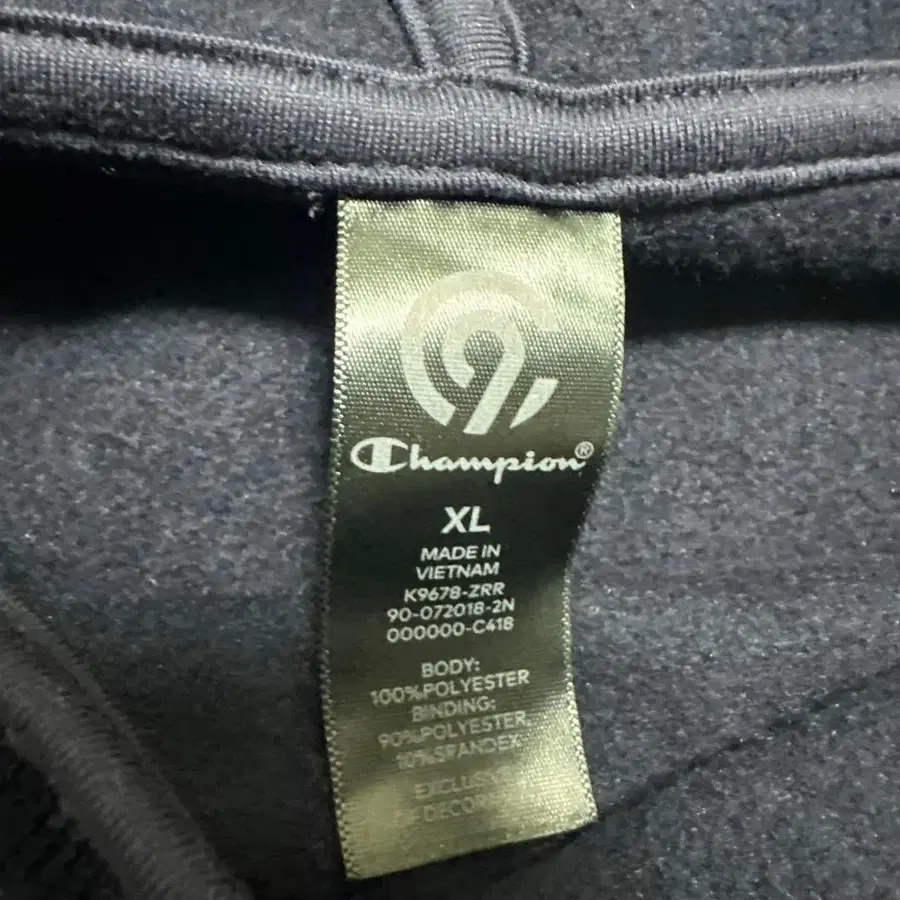 C9
Champion®
XL
MADE IN
VIETNAM
K9678-ZRR
90-072018-2N
000000-C418
BODY:
100%POLYESTER
BINDING:
90%POLYESTER,
10%SPANDEX